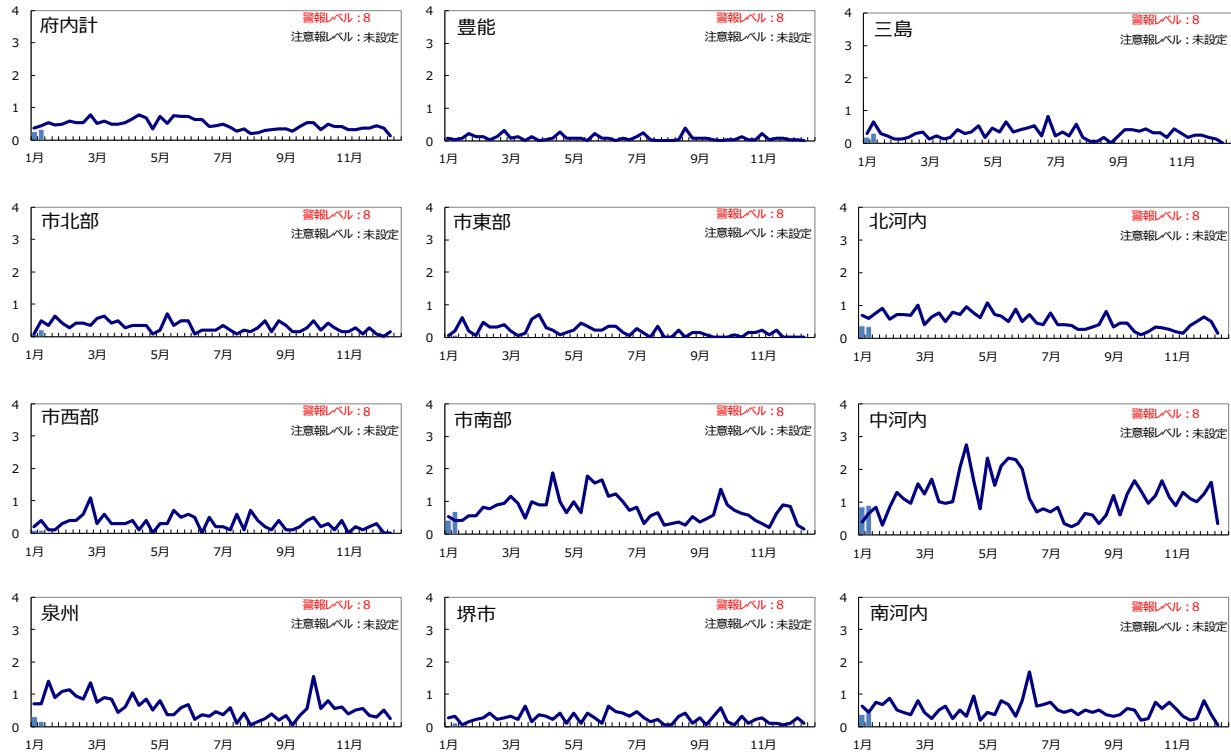 府内計
警報レベル：8
注意報レベル：未設定
4
3
2
1
0
1月 3月 5月 7月 9月 11月
豊能
警報レベル：8
注意報レベル：未設定
4
3
2
1
0
1月 3月 5月 7月 9月 11月
三島
警報レベル：8
注意報レベル：未設定
4
3
2
1
0
1月 3月 5月 7月 9月 11月
市北部
警報レベル：8
注意報レベル：未設定
4
3
2
1
0
1月 3月 5月 7月 9月 11月
市東部
警報レベル：8
注意報レベル：未設定
4
3
2
1
0
1月 3月 5月 7月 9月 11月
北河内
警報レベル：8
注意報レベル：未設定
4
3
2
1
0
1月 3月 5月 7月 9月 11月
市西部
警報レベル：8
注意報レベル：未設定
4
3
2
1
0
1月 3月 5月 7月 9月 11月
市南部
警報レベル：8
注意報レベル：未設定
4
3
2
1
0
1月 3月 5月 7月 9月 11月
中河内
警報レベル：8
注意報レベル：未設定
4
3
2
1
0
1月 3月 5月 7月 9月 11月
泉州
警報レベル：8
注意報レベル：未設定
4
3
2
1
0
1月 3月 5月 7月 9月 11月
堺市
警報レベル：8
注意報レベル：未設定
4
3
2
1
0
1月 3月 5月 7月 9月 11月
南河内
警報レベル：8
注意報レベル：未設定
4
3
2
1
0
1月 3月 5月 7月 9月 11月